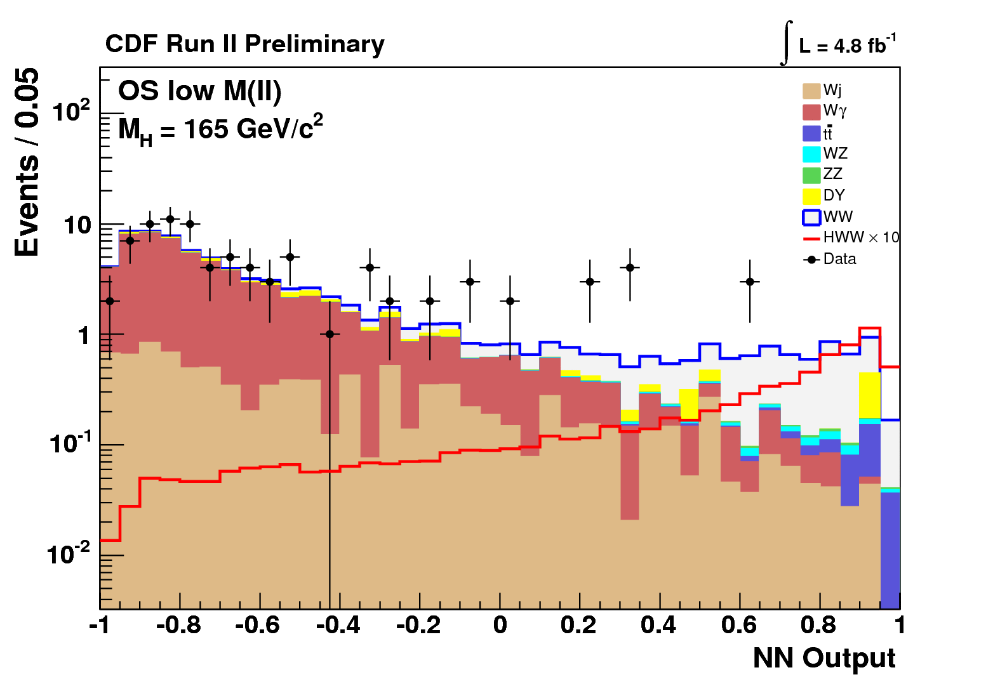 CDF Run II Preliminary
∫ L = 4.8 fb⁻¹
OS low M(ll)
M_H = 165 GeV/c²
Events / 0.05
10²
10
1
10⁻¹
10⁻²
Wj
Wγ
tt̄
WZ
ZZ
DY
WW
HWW × 10
Data
-1 -0.8 -0.6 -0.4 -0.2 0 0.2 0.4 0.6 0.8 1
NN Output